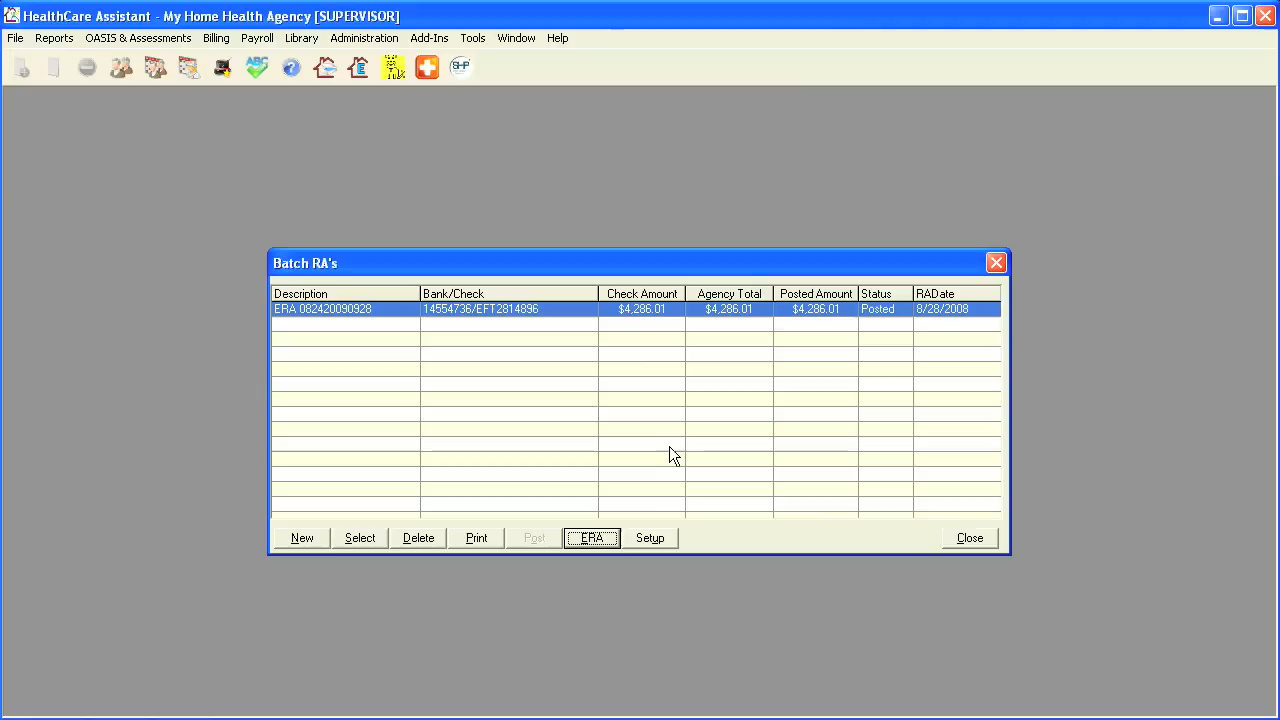 HealthCare Assistant - My Home Health Agency [SUPERVISOR]
File Reports OASIS & Assessments Billing Payroll Library Administration Add-Ins Tools Window Help
ABC ? E SHP
Batch RA's
Description Bank/Check Check Amount Agency Total Posted Amount Status RADate
ERA 082420090928 14554736/EFT2814896 $4,286.01 $4,286.01 $4,286.01 Posted 8/28/2008
New Select Delete Print Post ERA Setup Close